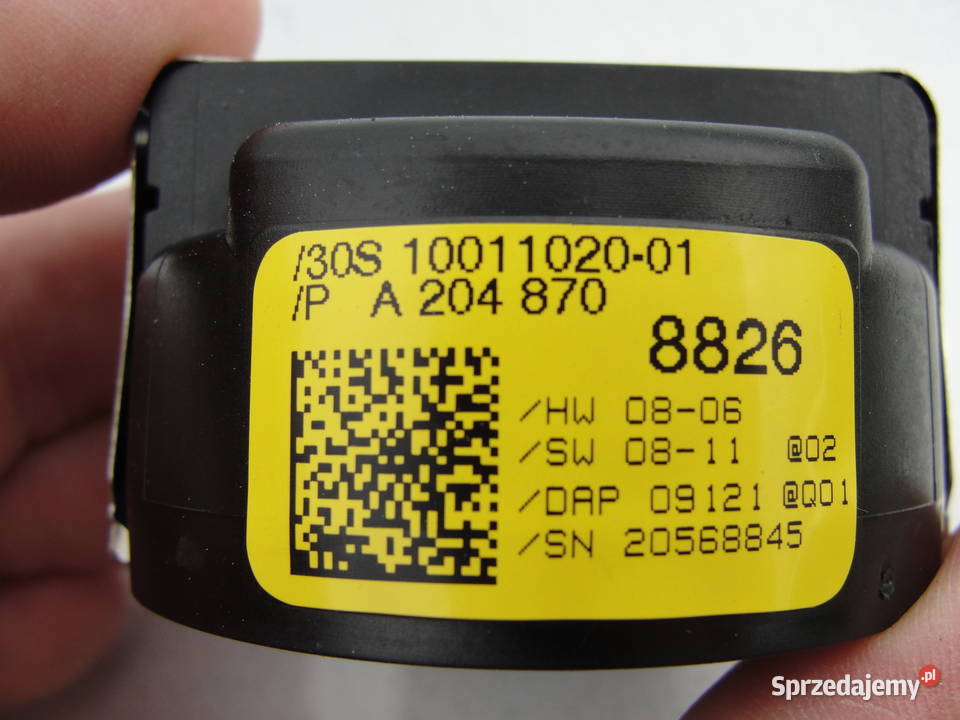 /30S 10011020-01
/P A 204 870
8826
/HW 08-06
/SW 08-11 @02
/DAP 09121 @Q01
/SN 20568845
Sprzedajemy.pl